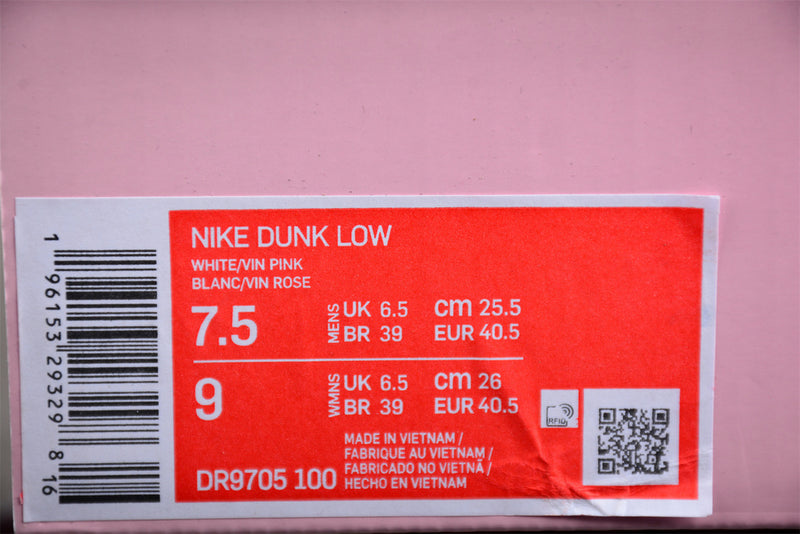 NIKE DUNK LOW
WHITE/VIN PINK
BLANC/VIN ROSE
7.5 MENS UK 6.5 cm 25.5
BR 39 EUR 40.5
9 WMNS UK 6.5 cm 26
BR 39 EUR 40.5
MADE IN VIETNAM /
FABRIQUE AU VIETNAM /
FABRICADO NO VIETNÃ /
HECHO EN VIETNAM
DR9705 100
RFID
1 96153 29329 8 16